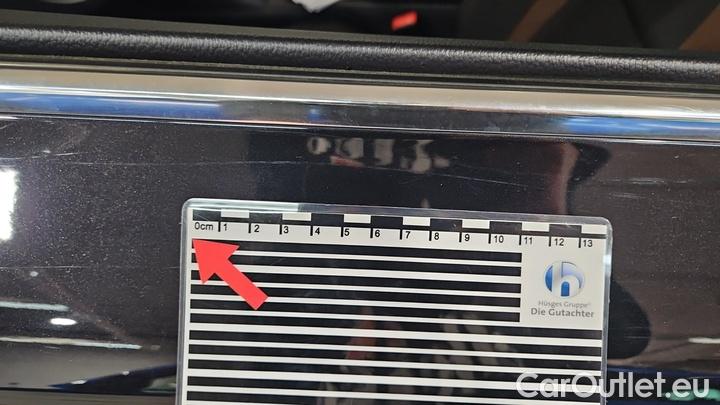 0cm 1 2 3 4 5 6 7 8 9 10 11 12 13
h
Hüsges Gruppe®
Die Gutachter
CarOutlet.eu